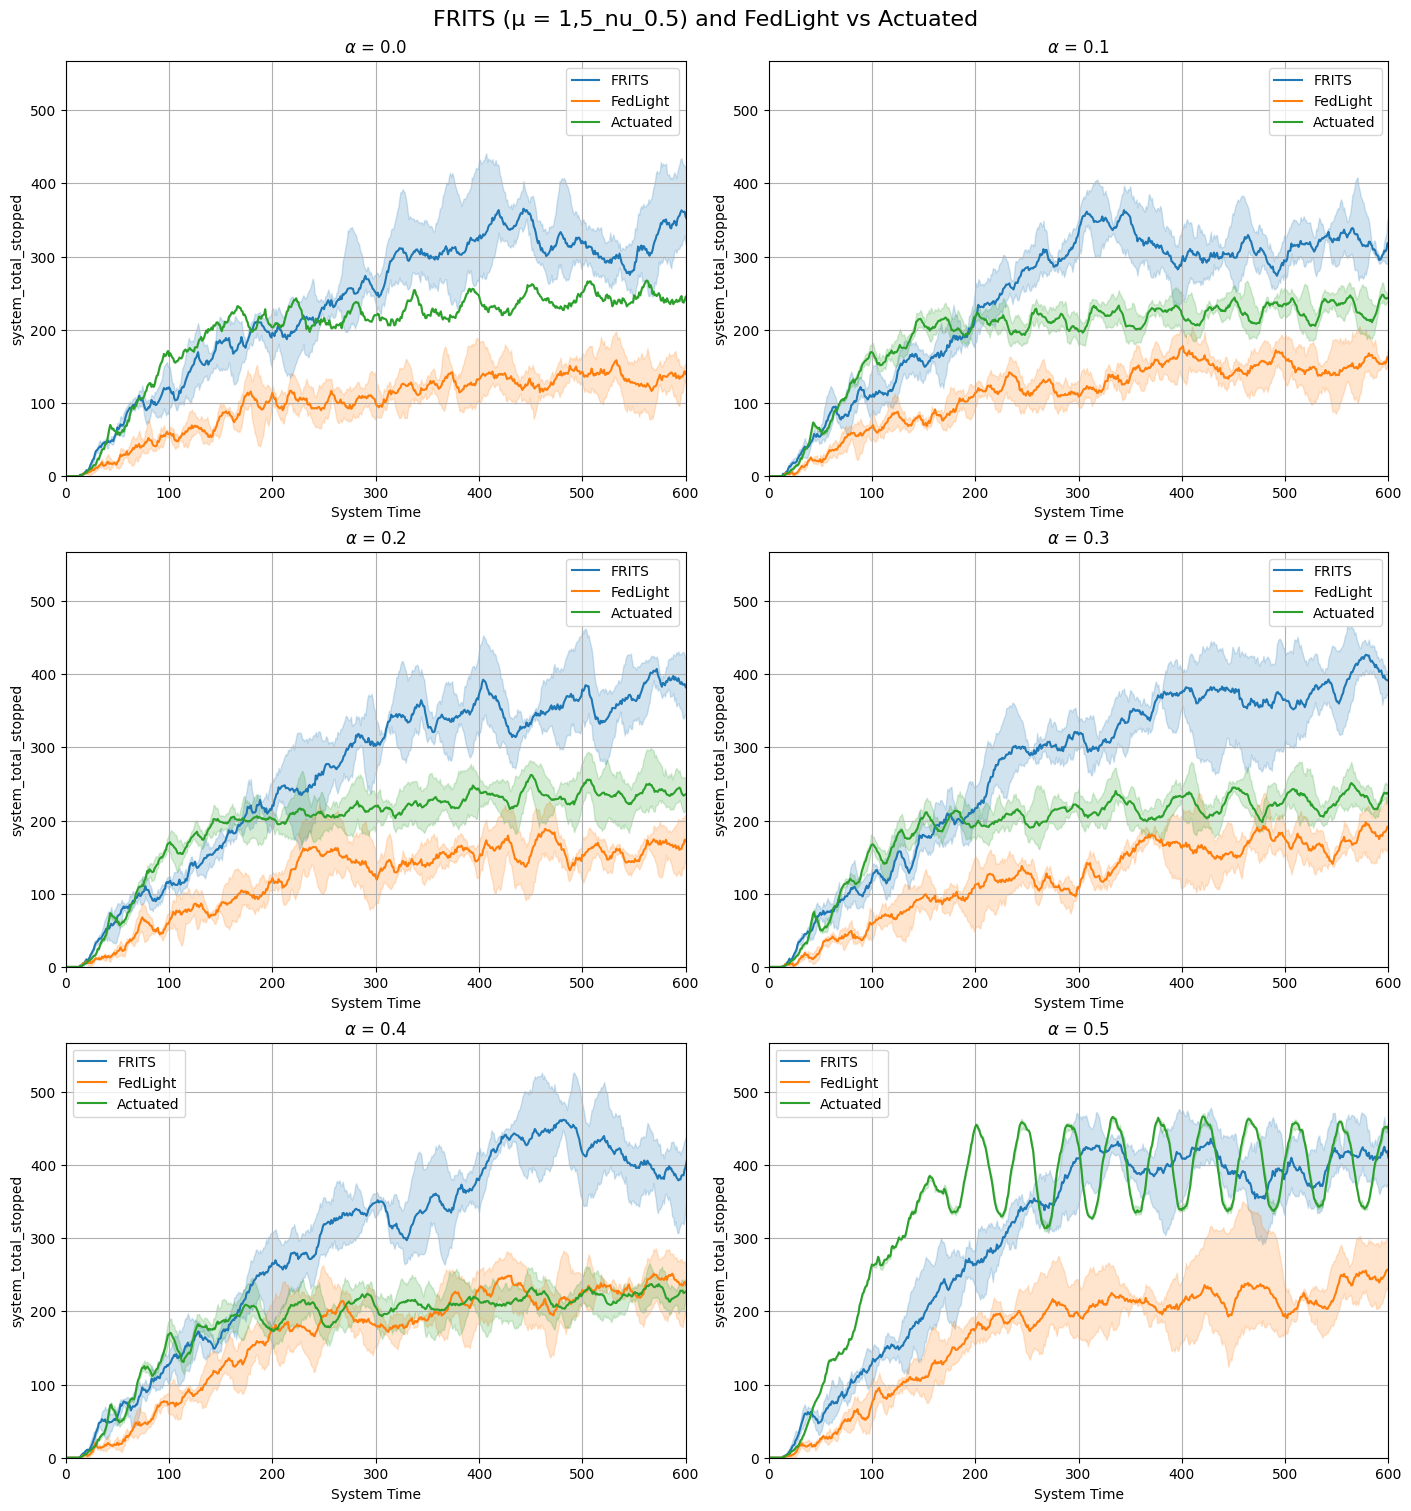 FRITS (μ = 1,5_nu_0.5) and FedLight vs Actuated
α = 0.0
FRITS
FedLight
Actuated
500
400
300
200
100
0
system_total_stopped
0 100 200 300 400 500 600
System Time
α = 0.1
FRITS
FedLight
Actuated
500
400
300
200
100
0
system_total_stopped
0 100 200 300 400 500 600
System Time
α = 0.2
FRITS
FedLight
Actuated
500
400
300
200
100
0
system_total_stopped
0 100 200 300 400 500 600
System Time
α = 0.3
FRITS
FedLight
Actuated
500
400
300
200
100
0
system_total_stopped
0 100 200 300 400 500 600
System Time
α = 0.4
FRITS
FedLight
Actuated
500
400
300
200
100
0
system_total_stopped
0 100 200 300 400 500 600
System Time
α = 0.5
FRITS
FedLight
Actuated
500
400
300
200
100
0
system_total_stopped
0 100 200 300 400 500 600
System Time